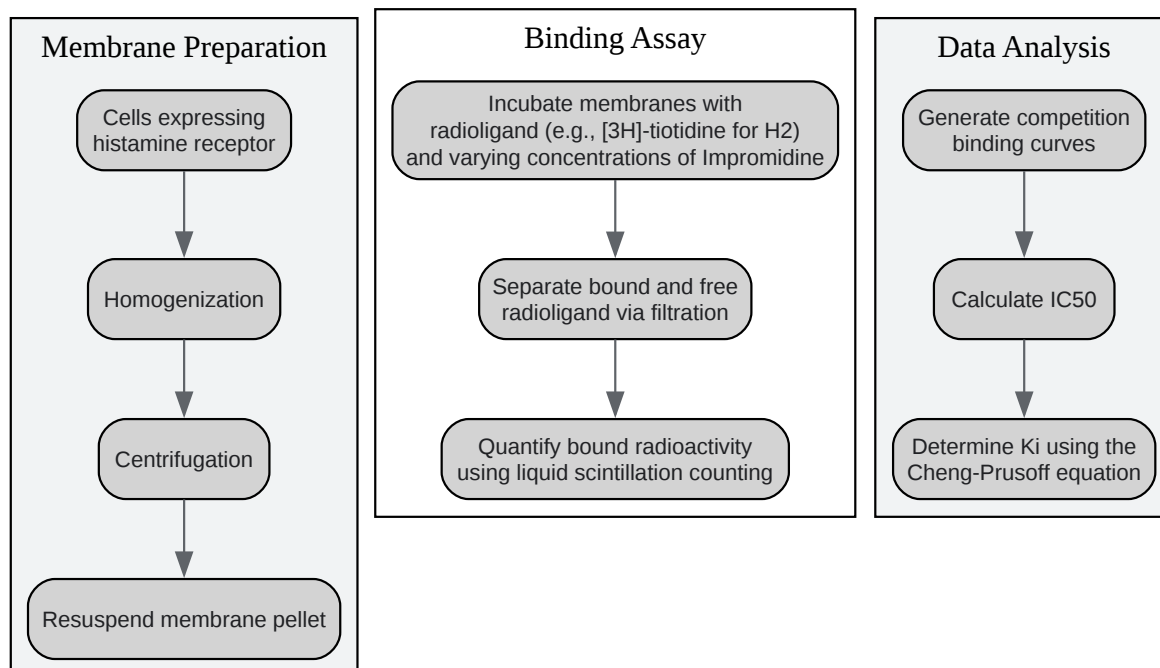 Membrane Preparation
Cells expressing
histamine receptor
Homogenization
Centrifugation
Resuspend membrane pellet
Binding Assay
Incubate membranes with
radioligand (e.g., [3H]-tiotidine for H2)
and varying concentrations of Impromidine
Separate bound and free
radioligand via filtration
Quantify bound radioactivity
using liquid scintillation counting
Data Analysis
Generate competition
binding curves
Calculate IC50
Determine Ki using the
Cheng-Prusoff equation